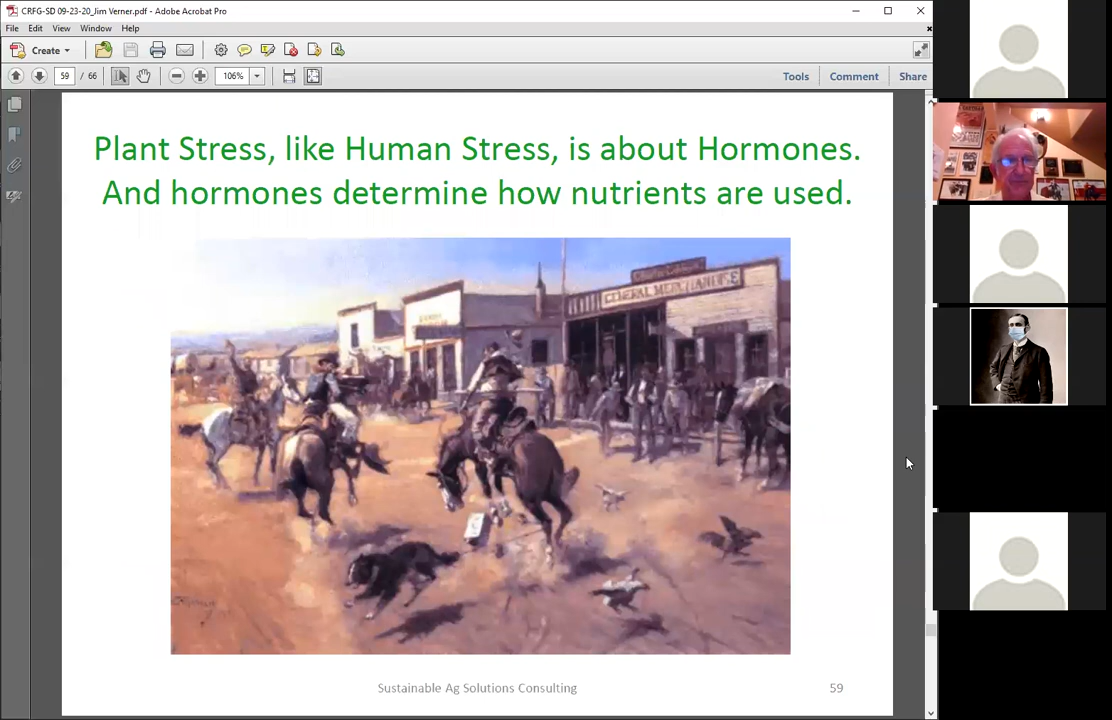 CRFG-SD 09-23-20_Jim Verner.pdf - Adobe Acrobat Pro
File Edit View Window Help
Create
59 / 66
106%
Tools Comment Share
Plant Stress, like Human Stress, is about Hormones.
And hormones determine how nutrients are used.
GENERAL MERCHANDISE
Sustainable Ag Solutions Consulting
59